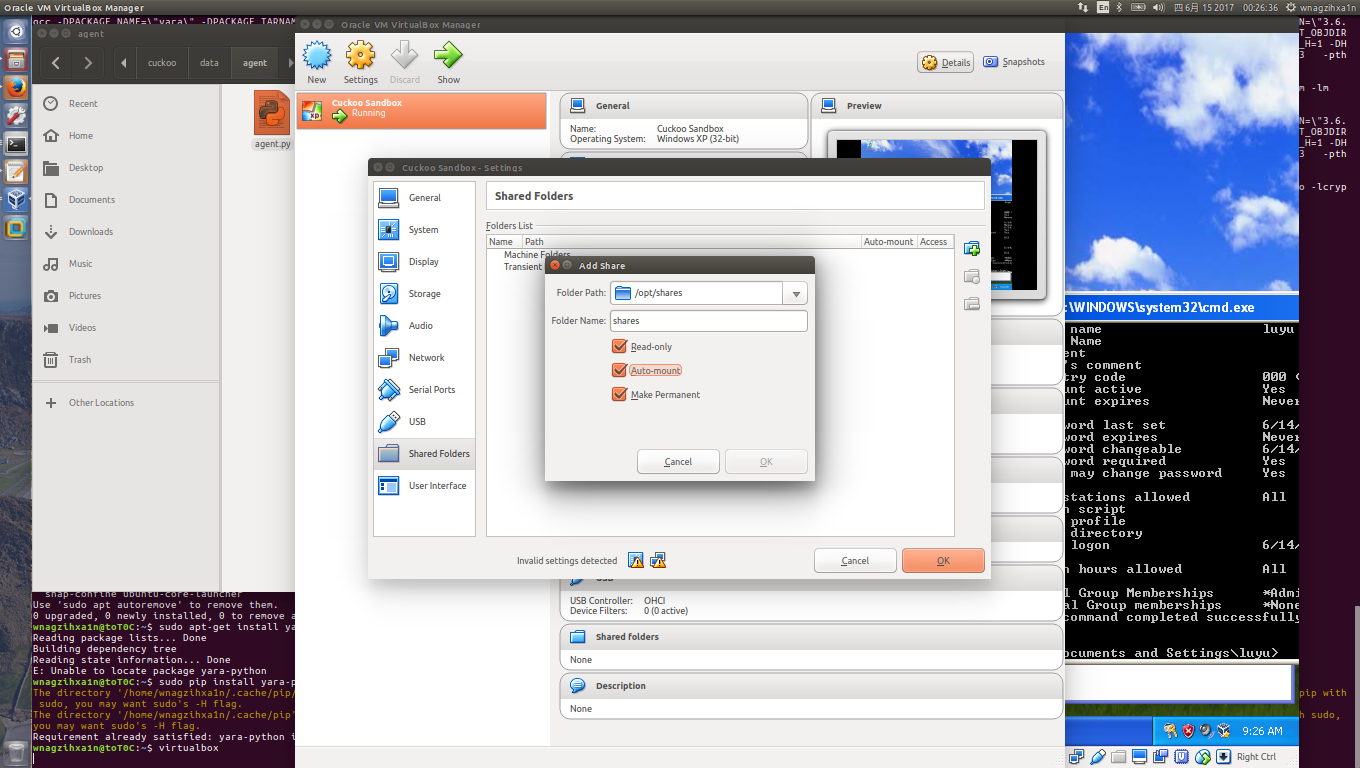 Oracle VM VirtualBox Manager
En
四 6月 15 2017
00:26:36
wnagzihxa1n
agent
cuckoo
data
agent
Recent
Home
Desktop
Documents
Downloads
Music
Pictures
Videos
Trash
Other Locations
agent.py
Oracle VM VirtualBox Manager
New
Settings
Discard
Show
Details
Snapshots
Cuckoo Sandbox
Running
General
Name: Cuckoo Sandbox
Operating System: Windows XP (32-bit)
Preview
Cuckoo Sandbox - Settings
General
System
Display
Storage
Audio
Network
Serial Ports
USB
Shared Folders
User Interface
Shared Folders
Folders List
Name Path Auto-mount Access
Machine Folders
Transient
Add Share
Folder Path: /opt/shares
Folder Name: shares
Read-only
Auto-mount
Make Permanent
Cancel OK
Invalid settings detected
Cancel OK
USB Controller: OHCI
Device Filters: 0 (0 active)
Shared folders
None
Description
None
Use 'sudo apt autoremove' to remove them.
0 upgraded, 0 newly installed, 0 to remove a
wnagzihxa1n@toT0C:~$ sudo apt-get install ya
Reading package lists... Done
Building dependency tree
Reading state information... Done
E: Unable to locate package yara-python
wnagzihxa1n@toT0C:~$ sudo pip install yara-p
The directory '/home/wnagzihxa1n/.cache/pip/
sudo, you may want sudo's -H flag.
The directory '/home/wnagzihxa1n/.cache/pip'
you may want sudo's -H flag.
Requirement already satisfied: yara-python i
wnagzihxa1n@toT0C:~$ virtualbox
N=\"3.6.
T_OBJDIR
_H=1 -DH
3 -pth
m -lm
N=\"3.6.
T_OBJDIR
_H=1 -DH
3 -pth
o -lcryp
:\WINDOWS\system32\cmd.exe
name luyu
Name
ent
's comment
try code 000 <
unt active Yes
unt expires Never
word last set 6/14/
word expires Never
word changeable 6/14/
word required Yes
may change password Yes
stations allowed All
n script
profile
directory
logon 6/14/
n hours allowed All
l Group Memberships *Admi
al Group memberships *None
command completed successfully
ocuments and Settings\luyu>
pip with
h sudo,
9:26 AM
Right Ctrl